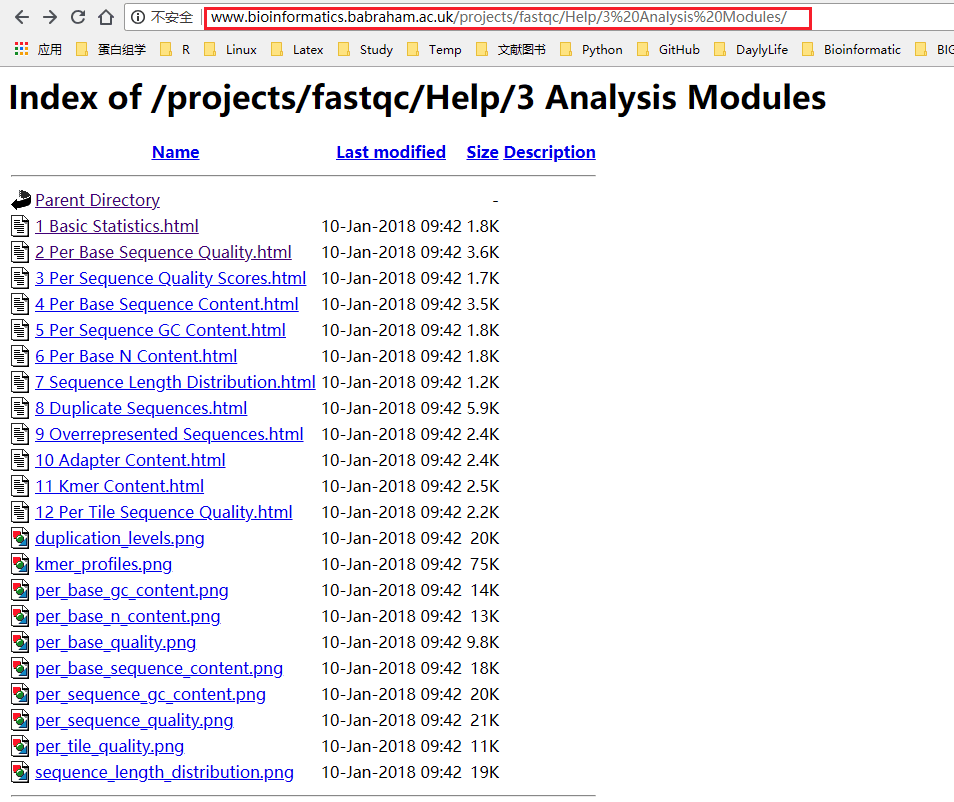 不安全 www.bioinformatics.babraham.ac.uk/projects/fastqc/Help/3%20Analysis%20Modules/
应用 蛋白组学 R Linux Latex Study Temp 文献图书 Python GitHub DaylyLife Bioinformatic BIG
Index of /projects/fastqc/Help/3 Analysis Modules
Name Last modified Size Description
Parent Directory -
1 Basic Statistics.html 10-Jan-2018 09:42 1.8K
2 Per Base Sequence Quality.html 10-Jan-2018 09:42 3.6K
3 Per Sequence Quality Scores.html 10-Jan-2018 09:42 1.7K
4 Per Base Sequence Content.html 10-Jan-2018 09:42 3.5K
5 Per Sequence GC Content.html 10-Jan-2018 09:42 1.8K
6 Per Base N Content.html 10-Jan-2018 09:42 1.8K
7 Sequence Length Distribution.html 10-Jan-2018 09:42 1.2K
8 Duplicate Sequences.html 10-Jan-2018 09:42 5.9K
9 Overrepresented Sequences.html 10-Jan-2018 09:42 2.4K
10 Adapter Content.html 10-Jan-2018 09:42 2.4K
11 Kmer Content.html 10-Jan-2018 09:42 2.5K
12 Per Tile Sequence Quality.html 10-Jan-2018 09:42 2.2K
duplication_levels.png 10-Jan-2018 09:42 20K
kmer_profiles.png 10-Jan-2018 09:42 75K
per_base_gc_content.png 10-Jan-2018 09:42 14K
per_base_n_content.png 10-Jan-2018 09:42 13K
per_base_quality.png 10-Jan-2018 09:42 9.8K
per_base_sequence_content.png 10-Jan-2018 09:42 18K
per_sequence_gc_content.png 10-Jan-2018 09:42 20K
per_sequence_quality.png 10-Jan-2018 09:42 21K
per_tile_quality.png 10-Jan-2018 09:42 11K
sequence_length_distribution.png 10-Jan-2018 09:42 19K